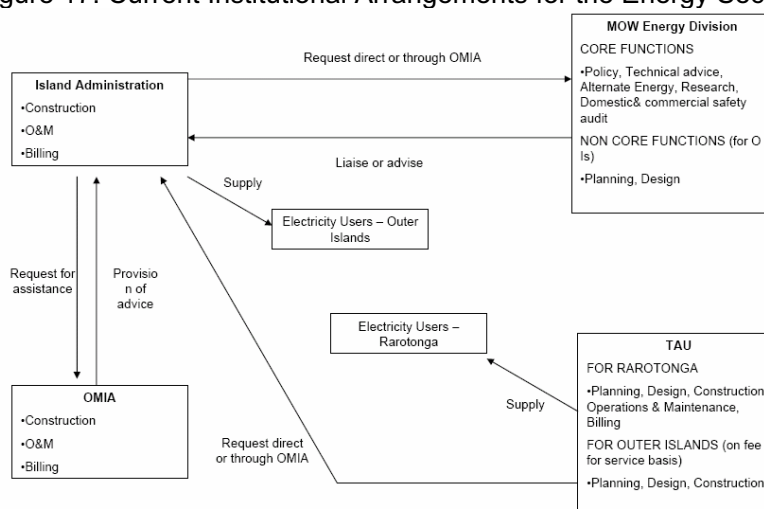 Figure 17: Current Institutional Arrangements for the Energy Sec
Request direct or through OMIA
Island Administration
•Construction
•O&M
•Billing
MOW Energy Division
CORE FUNCTIONS
•Policy, Technical advice,
Alternate Energy, Research,
Domestic& commercial safety
audit
NON CORE FUNCTIONS (for O
Is)
•Planning, Design
Liaise or advise
Supply
Electricity Users – Outer
Islands
Request for
assistance
Provisio
n of
advice
Electricity Users –
Rarotonga
Supply
TAU
FOR RAROTONGA
•Planning, Design, Construction
Operations & Maintenance,
Billing
FOR OUTER ISLANDS (on fee
for service basis)
•Planning, Design, Construction
OMIA
•Construction
•O&M
•Billing
Request direct
or through OMIA